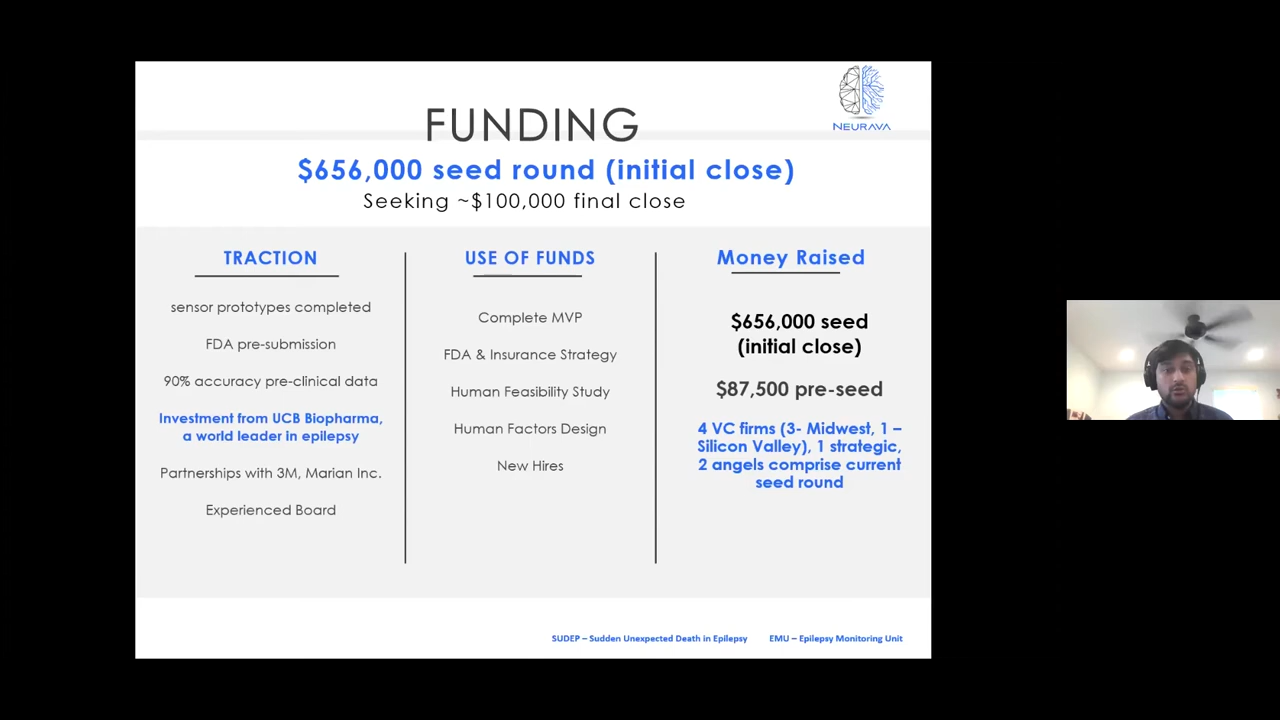 NEURAVA
FUNDING
$656,000 seed round (initial close)
Seeking ~$100,000 final close
TRACTION
sensor prototypes completed
FDA pre-submission
90% accuracy pre-clinical data
Investment from UCB Biopharma,
a world leader in epilepsy
Partnerships with 3M, Marian Inc.
Experienced Board
USE OF FUNDS
Complete MVP
FDA & Insurance Strategy
Human Feasibility Study
Human Factors Design
New Hires
Money Raised
$656,000 seed
(initial close)
$87,500 pre-seed
4 VC firms (3- Midwest, 1 –
Silicon Valley), 1 strategic,
2 angels comprise current
seed round
SUDEP – Sudden Unexpected Death in Epilepsy
EMU – Epilepsy Monitoring Unit